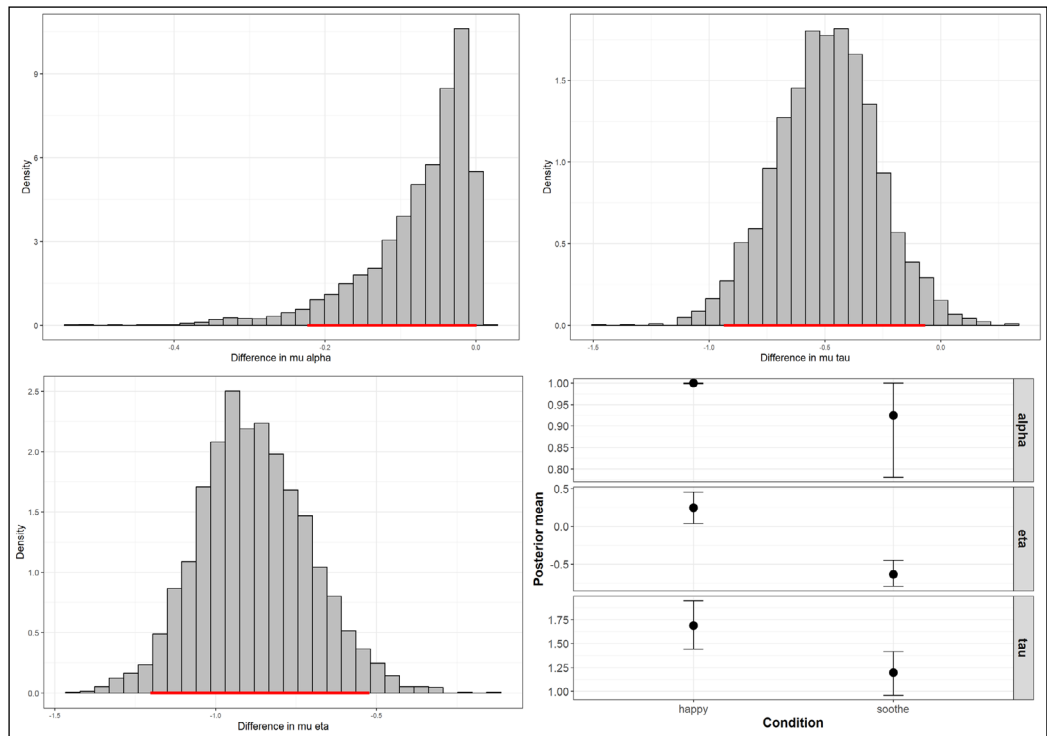 Density
9
6
3
0
-0.4
-0.2
0.0
Difference in mu alpha
Density
1.5
1.0
0.5
0.0
-1.5
-1.0
-0.5
0.0
Difference in mu tau
Density
2.5
2.0
1.5
1.0
0.5
0.0
-1.5
-1.0
-0.5
Difference in mu eta
Posterior mean
1.00
0.95
0.90
0.85
0.80
alpha
0.5
0.0
-0.5
eta
1.75
1.50
1.25
1.00
tau
happy
soothe
Condition